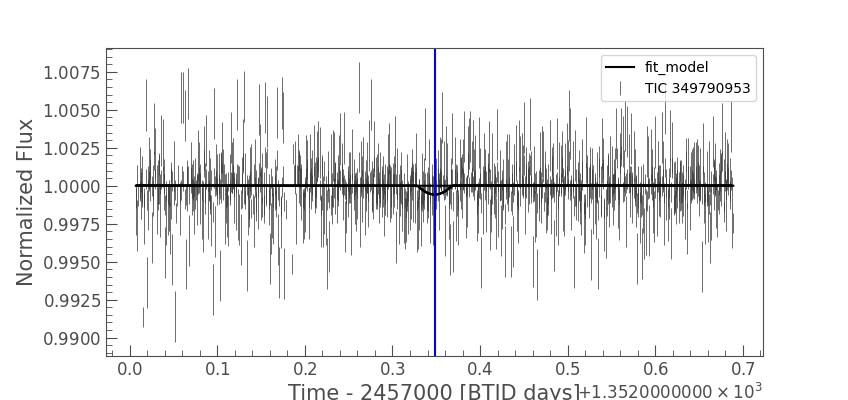 fit_model
TIC 349790953
1.0075
1.0050
1.0025
1.0000
0.9975
0.9950
0.9925
0.9900
Normalized Flux
0.0 0.1 0.2 0.3 0.4 0.5 0.6 0.7
Time - 2457000 [BTJD days]
+1.3520000000 × 10³